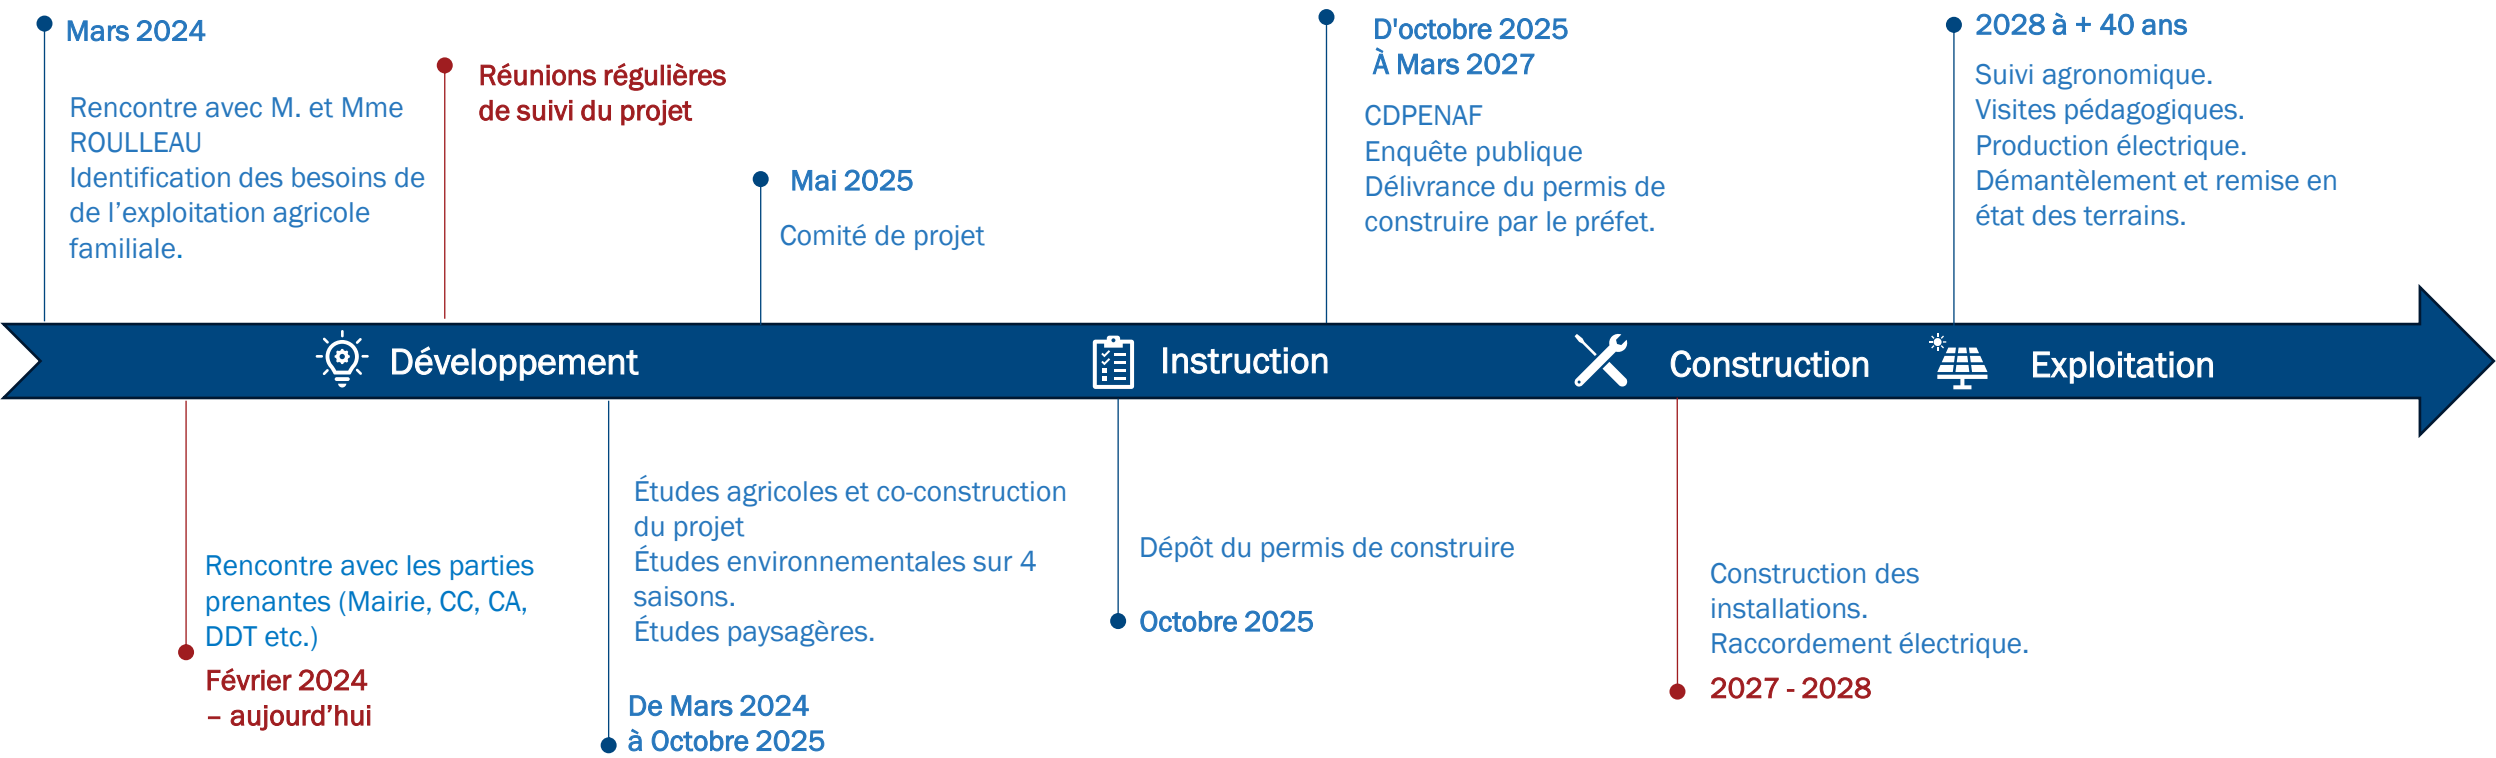 Mars 2024
Rencontre avec M. et Mme
ROULLEAU
Identification des besoins de
de l’exploitation agricole
familiale.
Réunions régulières
de suivi du projet
Mai 2025
Comité de projet
D'octobre 2025
À Mars 2027
CDPENAF
Enquête publique
Délivrance du permis de
construire par le préfet.
2028 à + 40 ans
Suivi agronomique.
Visites pédagogiques.
Production électrique.
Démantèlement et remise en
état des terrains.
Développement
Instruction
Construction
Exploitation
Rencontre avec les parties
prenantes (Mairie, CC, CA,
DDT etc.)
Février 2024
– aujourd’hui
Études agricoles et co-construction
du projet
Études environnementales sur 4
saisons.
Études paysagères.
De Mars 2024
à Octobre 2025
Dépôt du permis de construire
Octobre 2025
Construction des
installations.
Raccordement électrique.
2027 - 2028